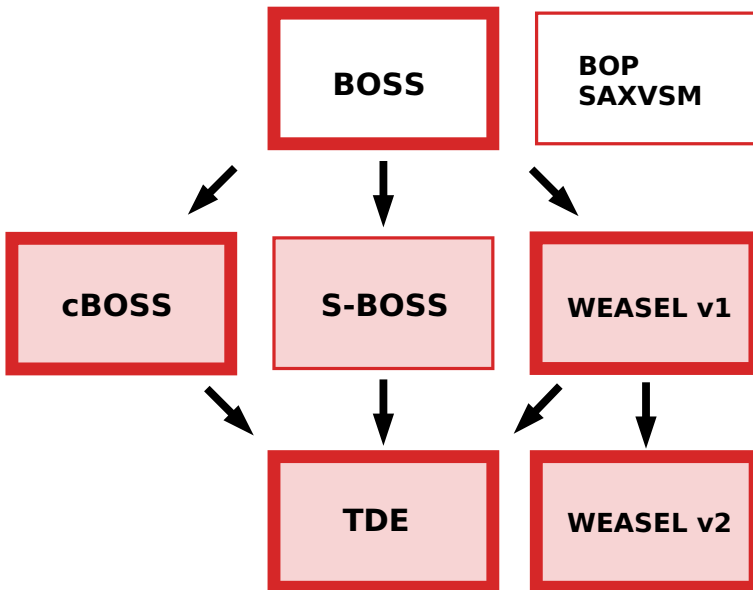 BOSS
BOP
SAXVSM
cBOSS
S-BOSS
WEASEL v1
TDE
WEASEL v2